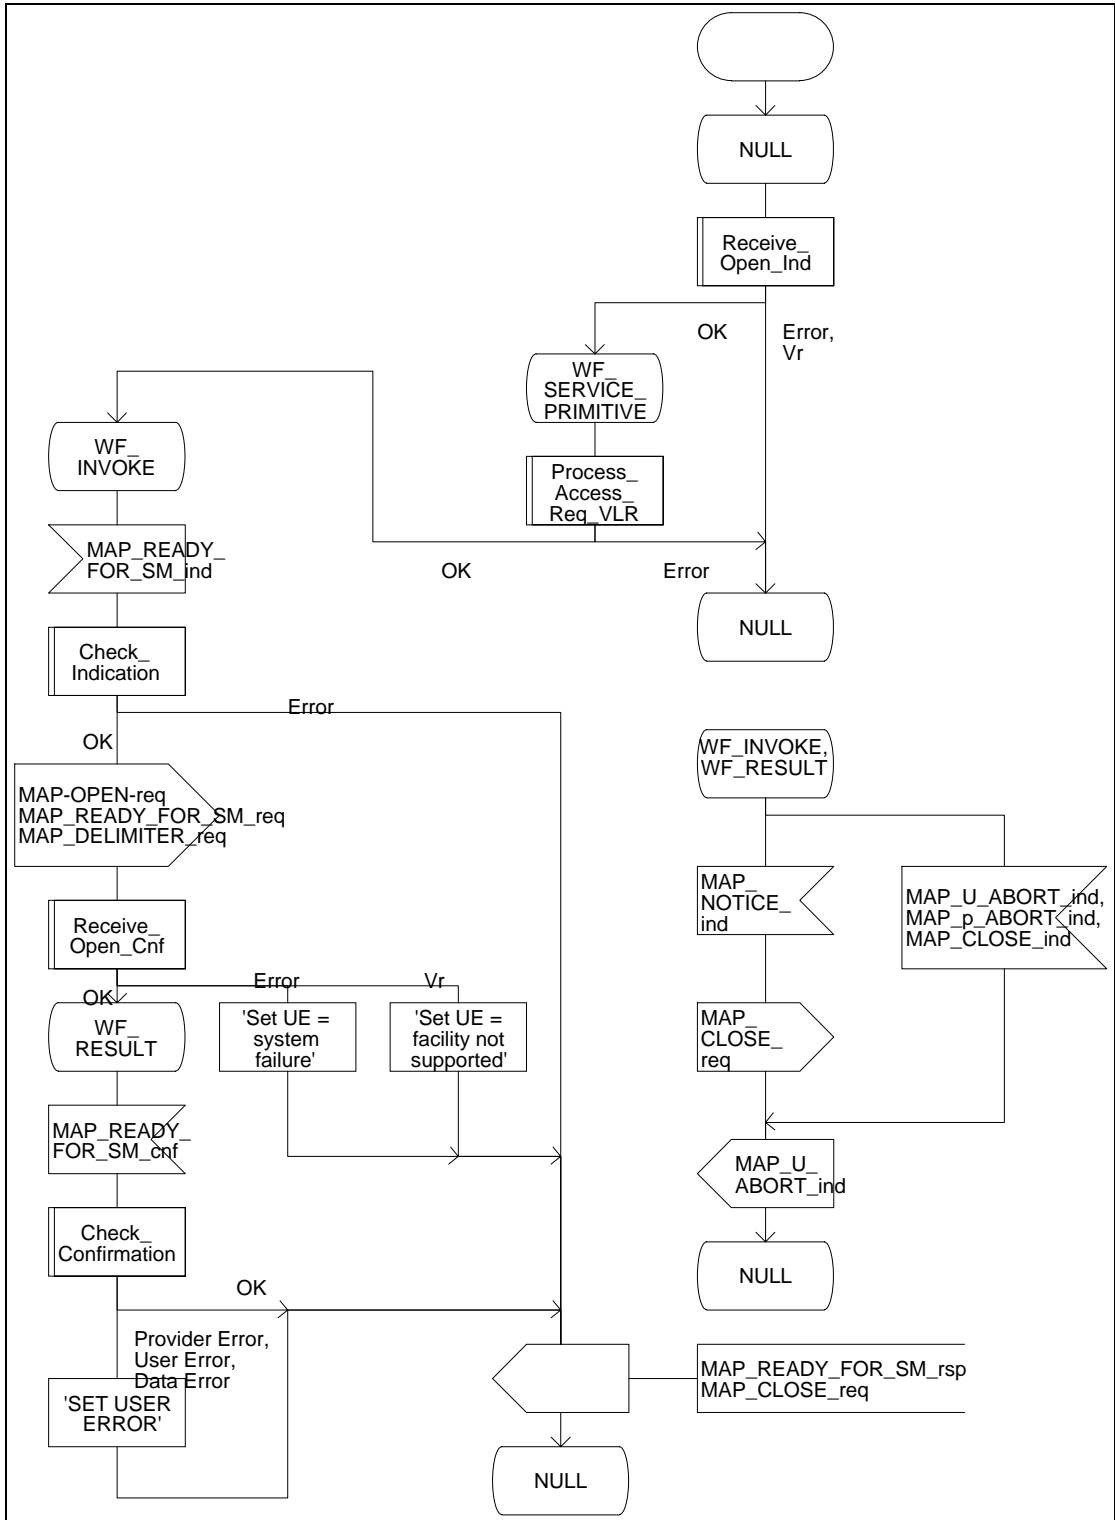 NULL
Receive_
Open_Ind
OK
Error,
Vr
WF_
SERVICE_
PRIMITIVE
WF_
INVOKE
Process_
Access_
Req_VLR
MAP_READY_
FOR_SM_ind
OK
Error
NULL
Check_
Indication
Error
OK
WF_INVOKE,
WF_RESULT
MAP-OPEN-req
MAP_READY_FOR_SM_req
MAP_DELIMITER_req
MAP_
NOTICE_
ind
MAP_U_ABORT_ind,
MAP_p_ABORT_ind,
MAP_CLOSE_ind
Receive_
Open_Cnf
Error
Vr
OK
WF_
RESULT
'Set UE =
system
failure'
'Set UE =
facility not
supported'
MAP_
CLOSE_
req
MAP_READY_
FOR_SM_cnf
MAP_U_
ABORT_ind
Check_
Confirmation
NULL
OK
Provider Error,
User Error,
Data Error
MAP_READY_FOR_SM_rsp
MAP_CLOSE_req
'SET USER
ERROR'
NULL